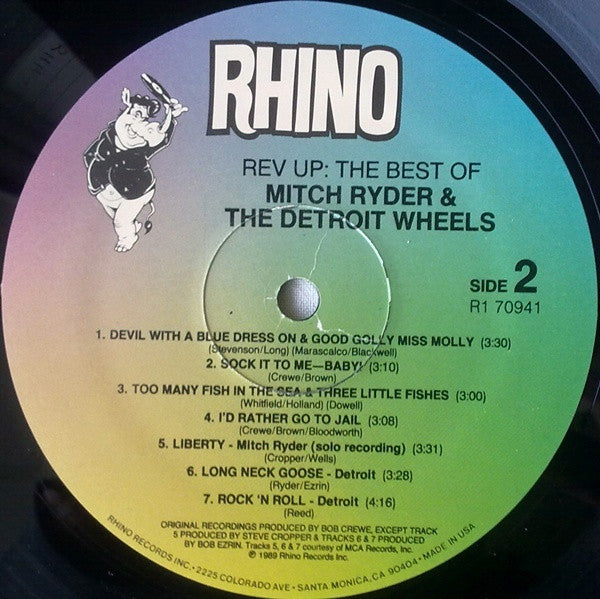 RHINO
REV UP: THE BEST OF
MITCH RYDER &
THE DETROIT WHEELS
SIDE 2
R1 70941
1. DEVIL WITH A BLUE DRESS ON & GOOD GOLLY MISS MOLLY (3:30)
(Stevenson/Long) (Marascalco/Blackwell)
2. SOCK IT TO ME—BABY! (3:10)
(Crewe/Brown)
3. TOO MANY FISH IN THE SEA & THREE LITTLE FISHES (3:00)
(Whitfield/Holland) (Dowell)
4. I'D RATHER GO TO JAIL (3:08)
(Crewe/Brown/Bloodworth)
5. LIBERTY - Mitch Ryder (solo recording) (3:31)
(Cropper/Wells)
6. LONG NECK GOOSE - Detroit (3:28)
(Ryder/Ezrin)
7. ROCK 'N ROLL - Detroit (4:16)
(Reed)
ORIGINAL RECORDINGS PRODUCED BY BOB CREWE, EXCEPT TRACK
5 PRODUCED BY STEVE CROPPER & TRACKS 6 & 7 PRODUCED
BY BOB EZRIN. Tracks 5, 6 & 7 courtesy of MCA Records, Inc.
℗ 1989 Rhino Records Inc.
RHINO RECORDS INC. • 2225 COLORADO AVE • SANTA MONICA, CA 90404 • MADE IN USA